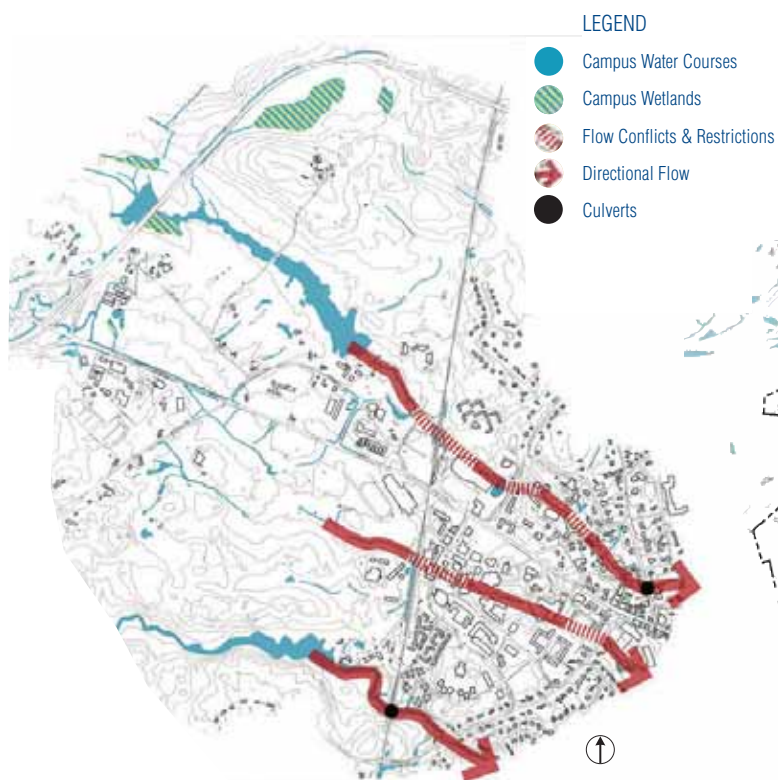 LEGEND
Campus Water Courses
Campus Wetlands
Flow Conflicts & Restrictions
Directional Flow
Culverts